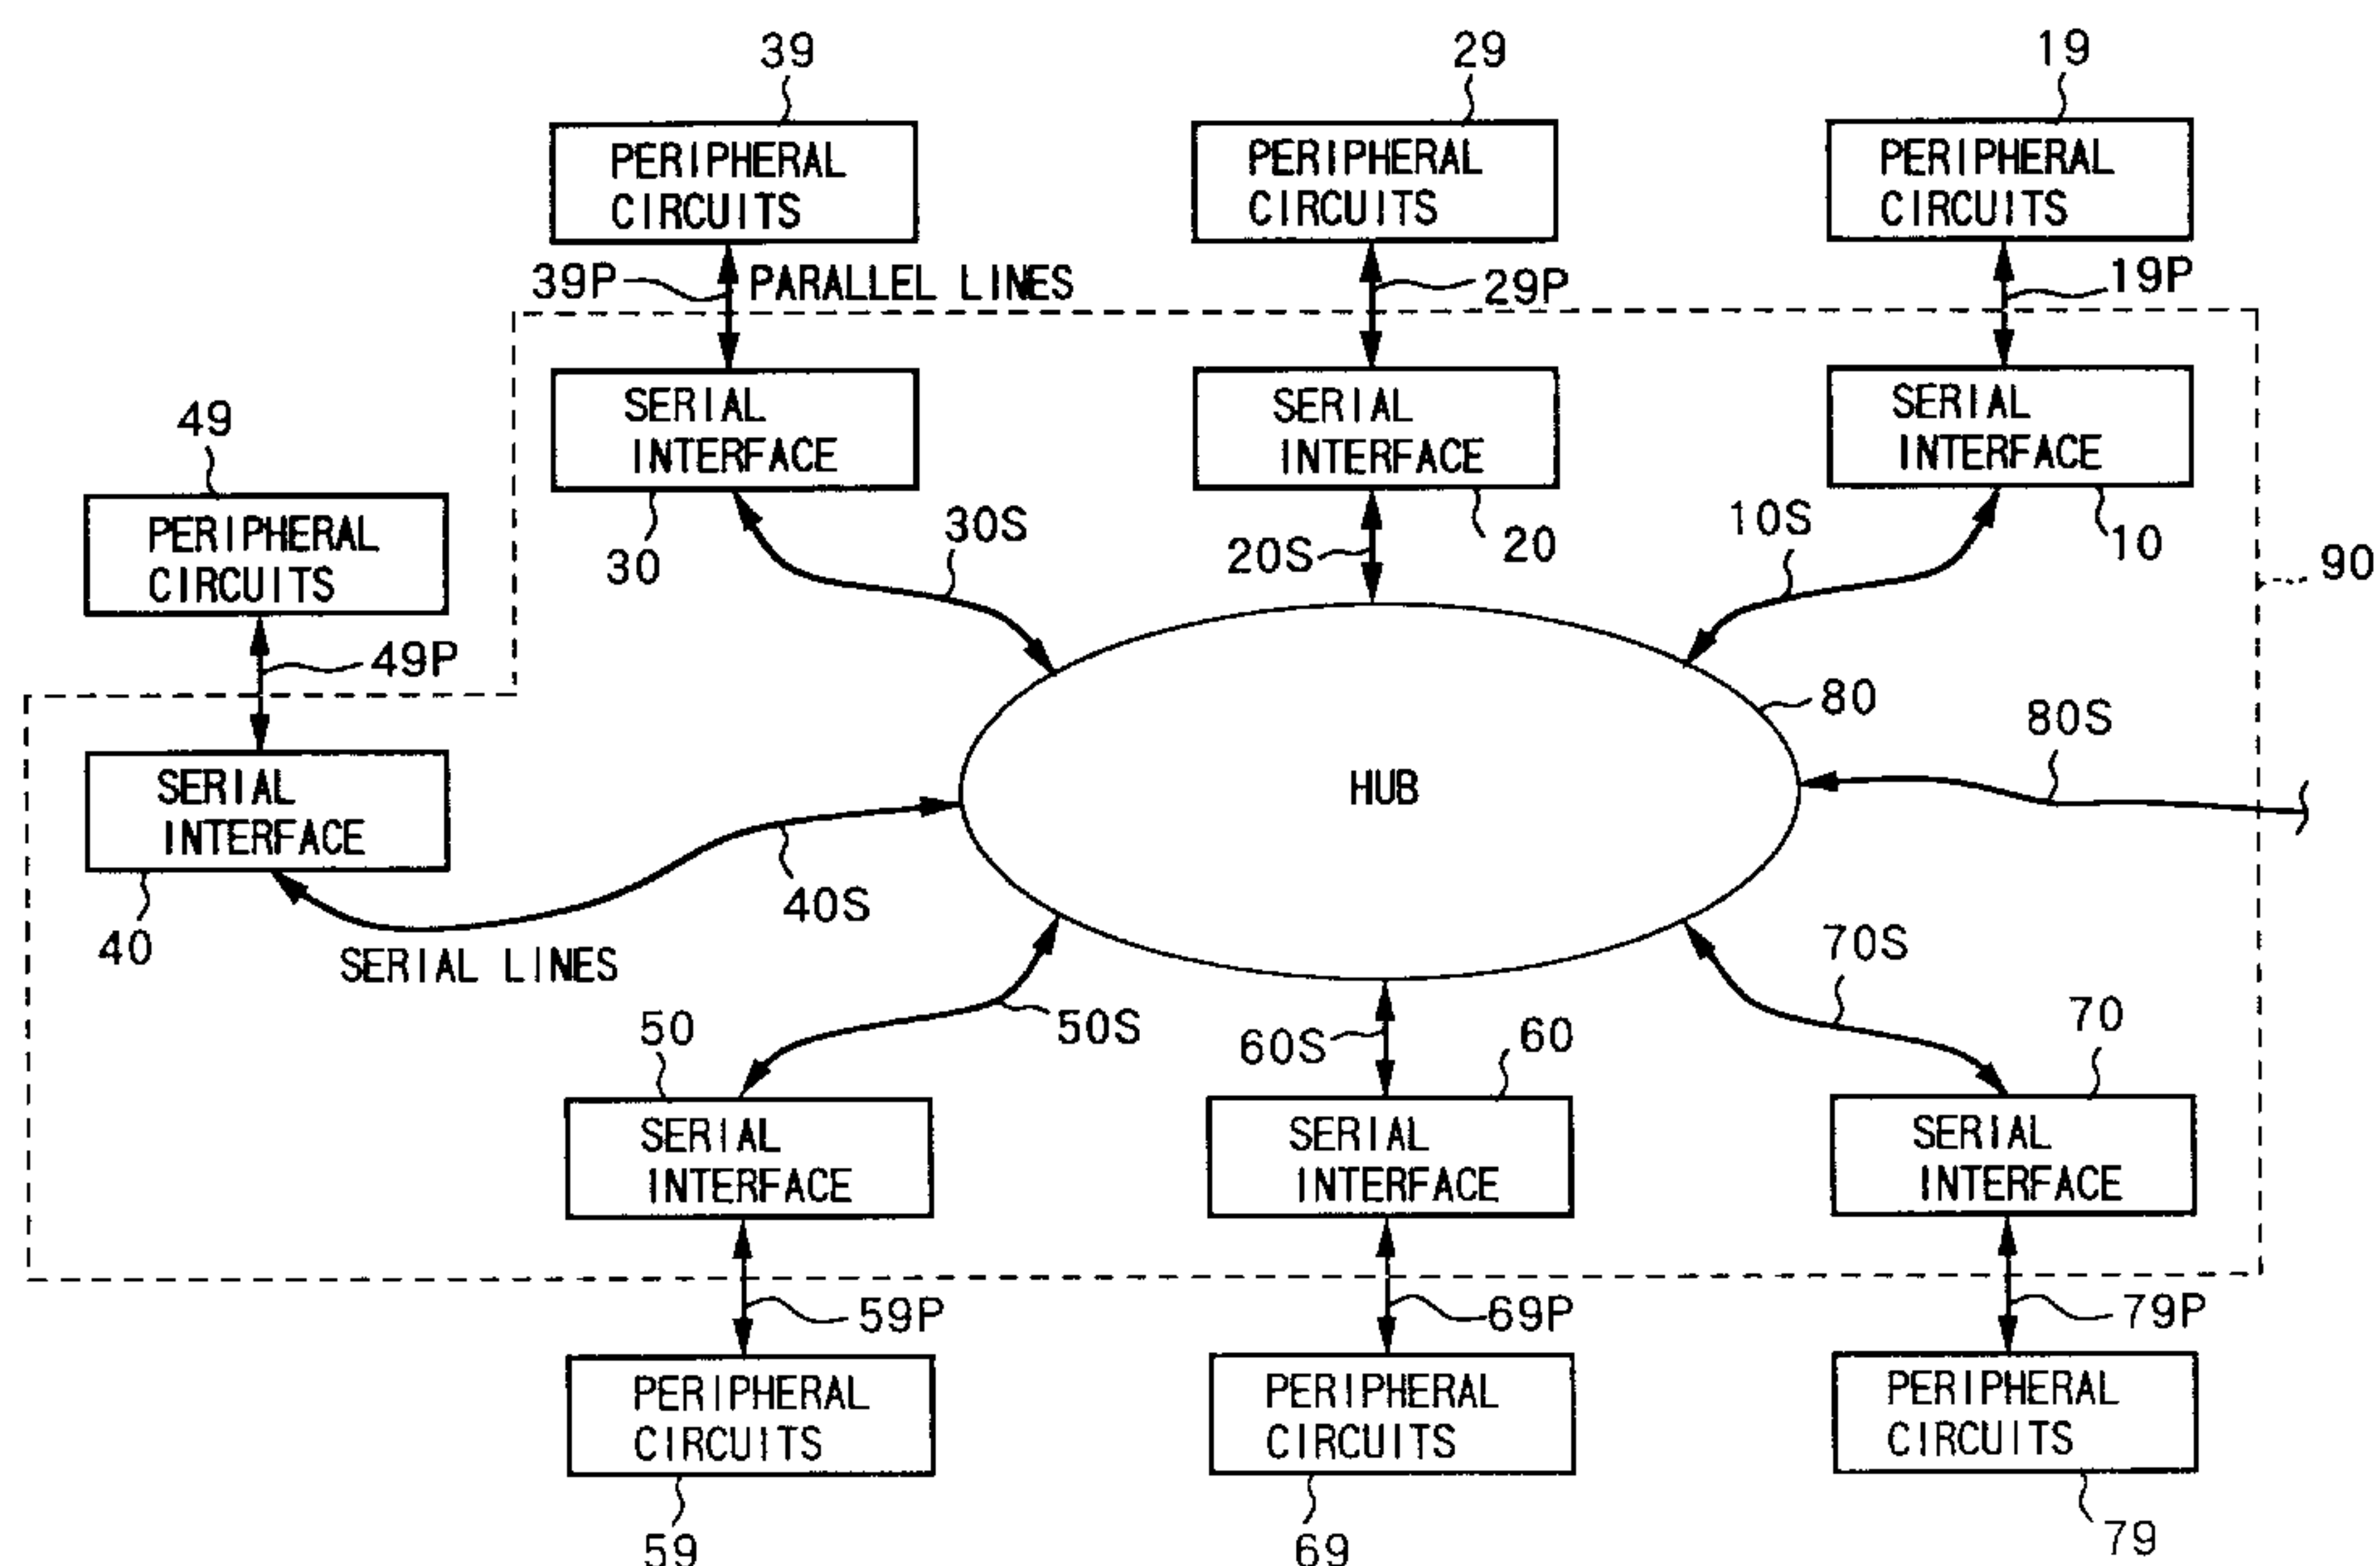 39
29
19
PERIPHERAL
CIRCUITS
PERIPHERAL
CIRCUITS
PERIPHERAL
CIRCUITS
39P
PARALLEL LINES
29P
19P
SERIAL
INTERFACE
SERIAL
INTERFACE
SERIAL
INTERFACE
49
PERIPHERAL
CIRCUITS
30
30S
20S
20
10S
10
90
49P
80
80S
SERIAL
INTERFACE
HUB
40
40S
SERIAL LINES
70S
50
50S
60S
60
70
SERIAL
INTERFACE
SERIAL
INTERFACE
SERIAL
INTERFACE
59P
69P
79P
PERIPHERAL
CIRCUITS
PERIPHERAL
CIRCUITS
PERIPHERAL
CIRCUITS
59
69
79